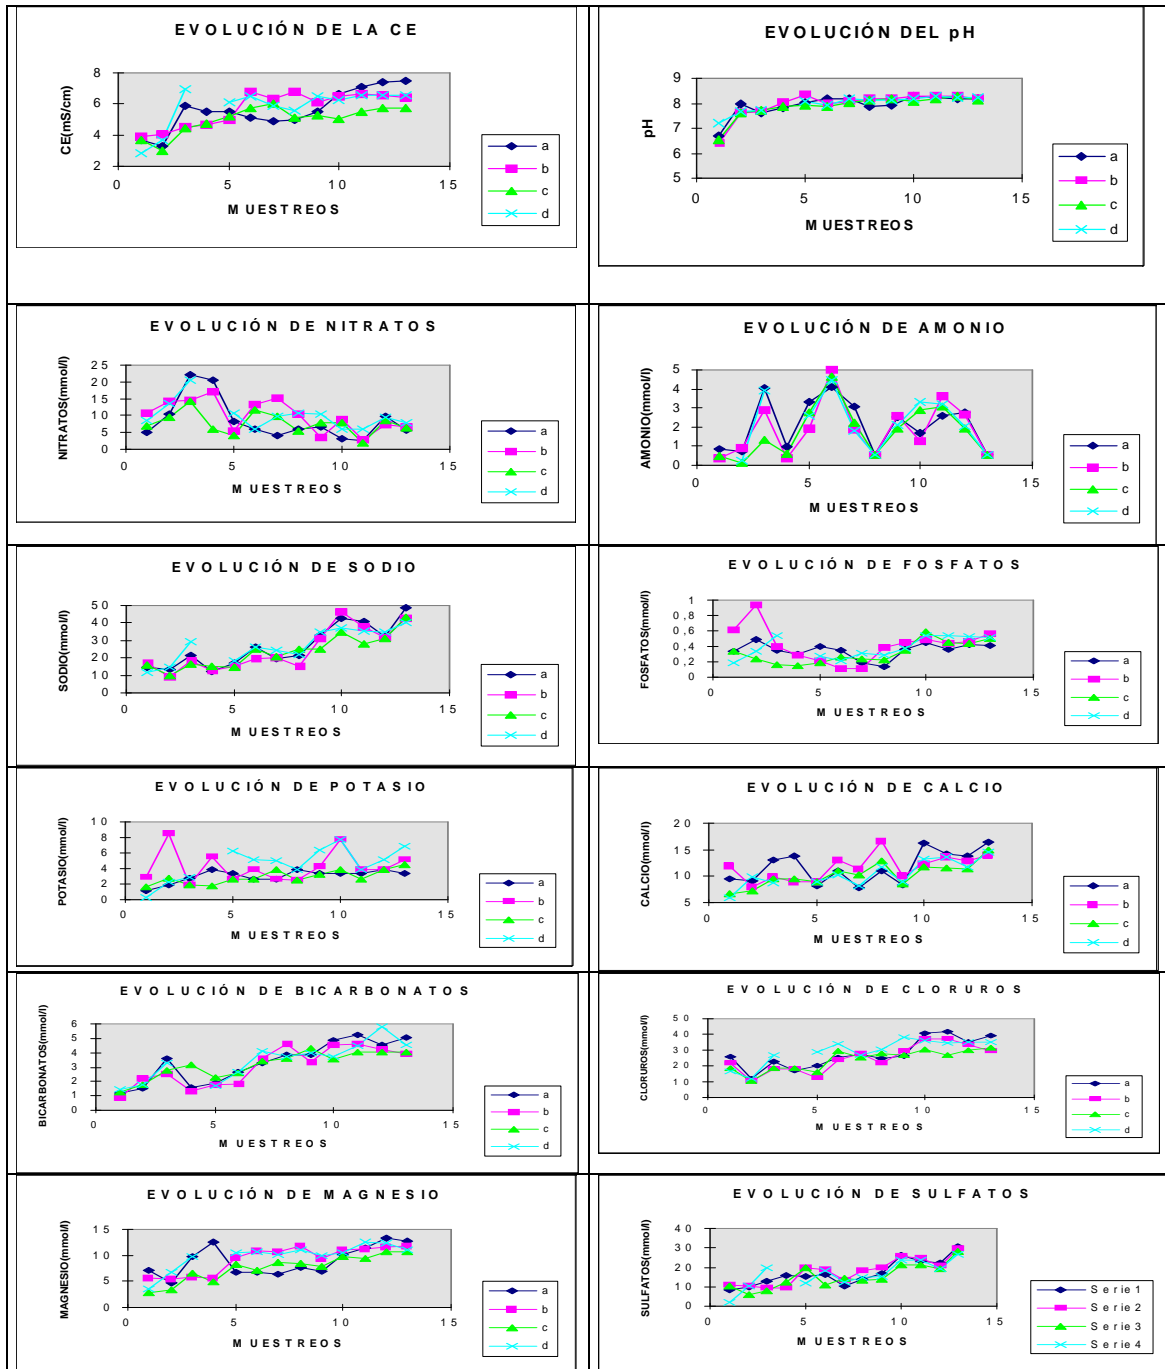 EVOLUCIÓN DE LA CE
CE(mS/cm)
8
6
4
2
0
5
10
15
MUESTREOS
a
b
c
d
EVOLUCIÓN DEL pH
pH
9
8
7
6
5
0
5
10
15
MUESTREOS
a
b
c
d
EVOLUCIÓN DE NITRATOS
NITRATOS(mmol/l)
25
20
15
10
5
0
0
5
10
15
MUESTREOS
a
b
c
d
EVOLUCIÓN DE AMONIO
AMONIO(mmol/l)
5
4
3
2
1
0
0
5
10
15
MUESTREOS
a
b
c
d
EVOLUCIÓN DE SODIO
SODIO(mmol/l)
50
40
30
20
10
0
0
5
10
15
MUESTREOS
a
b
c
d
EVOLUCIÓN DE FOSFATOS
FOSFATOS(mmol/l)
1
0,8
0,6
0,4
0,2
0
0
5
10
15
MUESTREOS
a
b
c
d
EVOLUCIÓN DE POTASIO
POTASIO(mmol/l)
10
8
6
4
2
0
0
5
10
15
MUESTREOS
a
b
c
d
EVOLUCIÓN DE CALCIO
CALCIO(mmol/l)
20
15
10
5
0
5
10
15
MUESTREOS
a
b
c
d
EVOLUCIÓN DE BICARBONATOS
BICARBONATOS(mmol/l)
6
5
4
3
2
1
0
0
5
10
15
MUESTREOS
a
b
c
d
EVOLUCIÓN DE CLORUROS
CLORUROS(mmol/l)
50
40
30
20
10
0
0
5
10
15
MUESTREOS
a
b
c
d
EVOLUCIÓN DE MAGNESIO
MAGNESIO(mmol/l)
15
10
5
0
0
5
10
15
MUESTREOS
a
b
c
d
EVOLUCIÓN DE SULFATOS
SULFATOS(mmol/l)
40
30
20
10
0
0
5
10
15
MUESTREOS
Serie1
Serie2
Serie3
Serie4